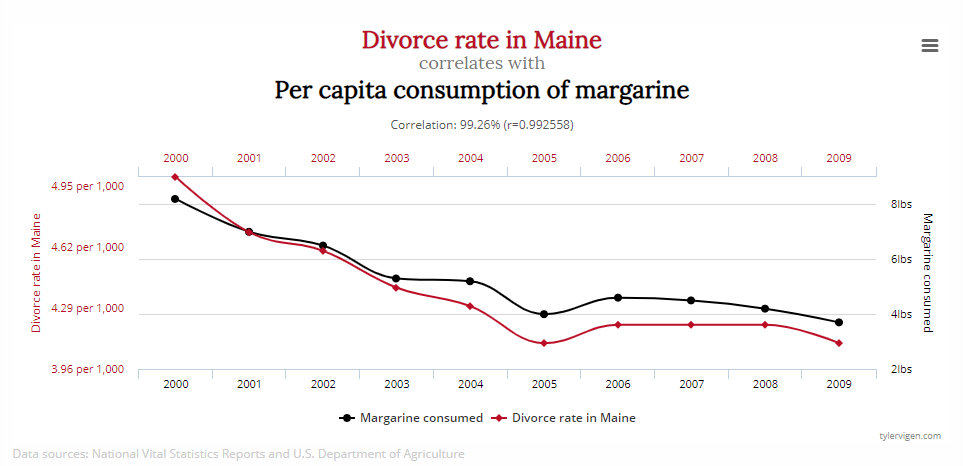 Divorce rate in Maine
correlates with
Per capita consumption of margarine
Correlation: 99.26% (r=0.992558)
2000 2001 2002 2003 2004 2005 2006 2007 2008 2009
Divorce rate in Maine
4.95 per 1,000
4.62 per 1,000
4.29 per 1,000
3.96 per 1,000
8lbs
6lbs
4lbs
2lbs
Margarine consumed
2000 2001 2002 2003 2004 2005 2006 2007 2008 2009
Margarine consumed Divorce rate in Maine
tylervigen.com
Data sources: National Vital Statistics Reports and U.S. Department of Agriculture